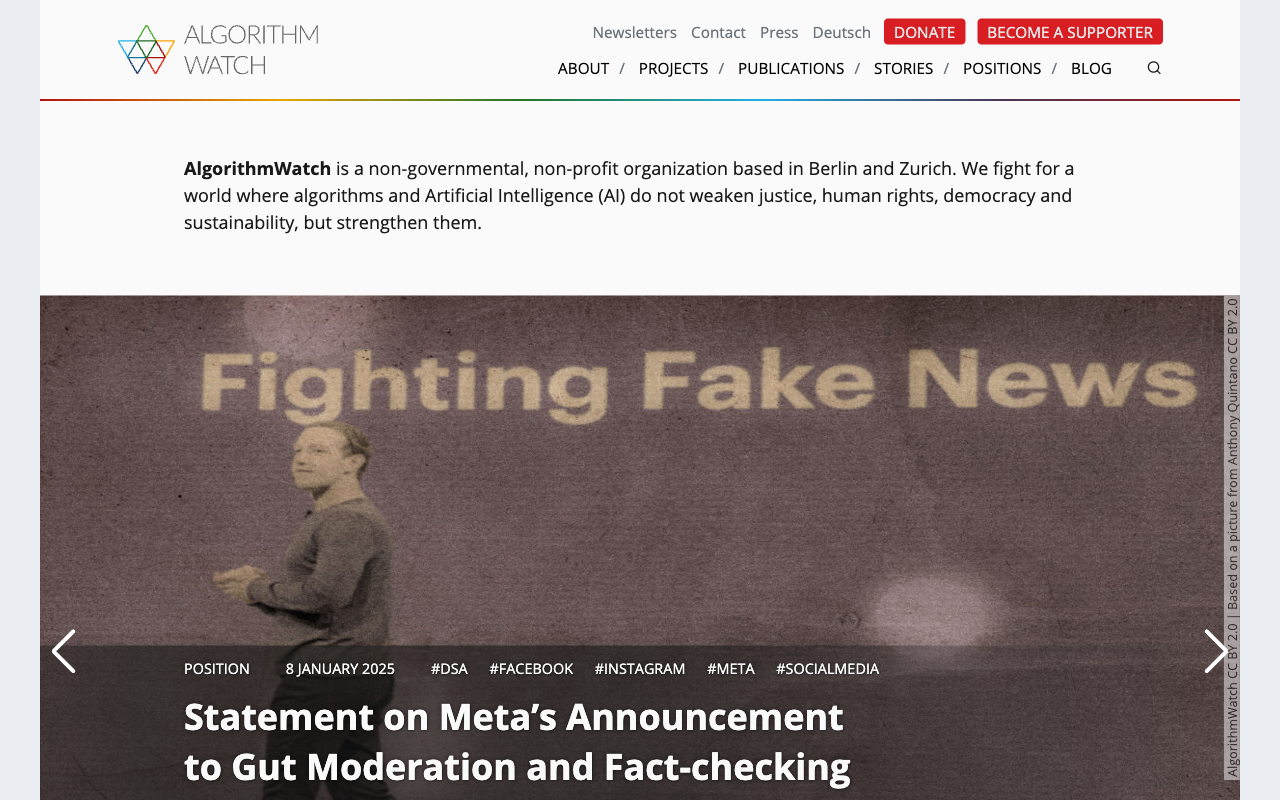 ALGORITHM
WATCH
Newsletters Contact Press Deutsch DONATE BECOME A SUPPORTER
ABOUT / PROJECTS / PUBLICATIONS / STORIES / POSITIONS / BLOG
AlgorithmWatch is a non-governmental, non-profit organization based in Berlin and Zurich. We fight for a
world where algorithms and Artificial Intelligence (AI) do not weaken justice, human rights, democracy and
sustainability, but strengthen them.
Fighting Fake News
AlgorithmWatch CC BY 2.0 | Based on a picture from Anthony Quintano CC BY 2.0
POSITION 8 JANUARY 2025 #DSA #FACEBOOK #INSTAGRAM #META #SOCIALMEDIA
Statement on Meta’s Announcement
to Gut Moderation and Fact-checking